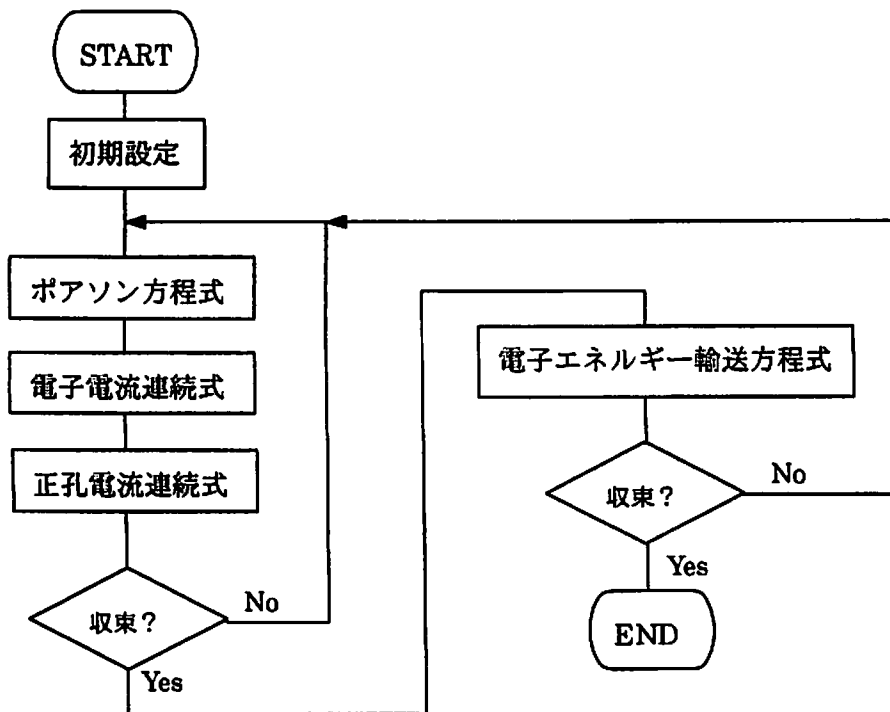 START
初期設定
ポアソン方程式
電子電流連続式
正孔電流連続式
収束？
No
Yes
電子エネルギー輸送方程式
収束？
No
Yes
END